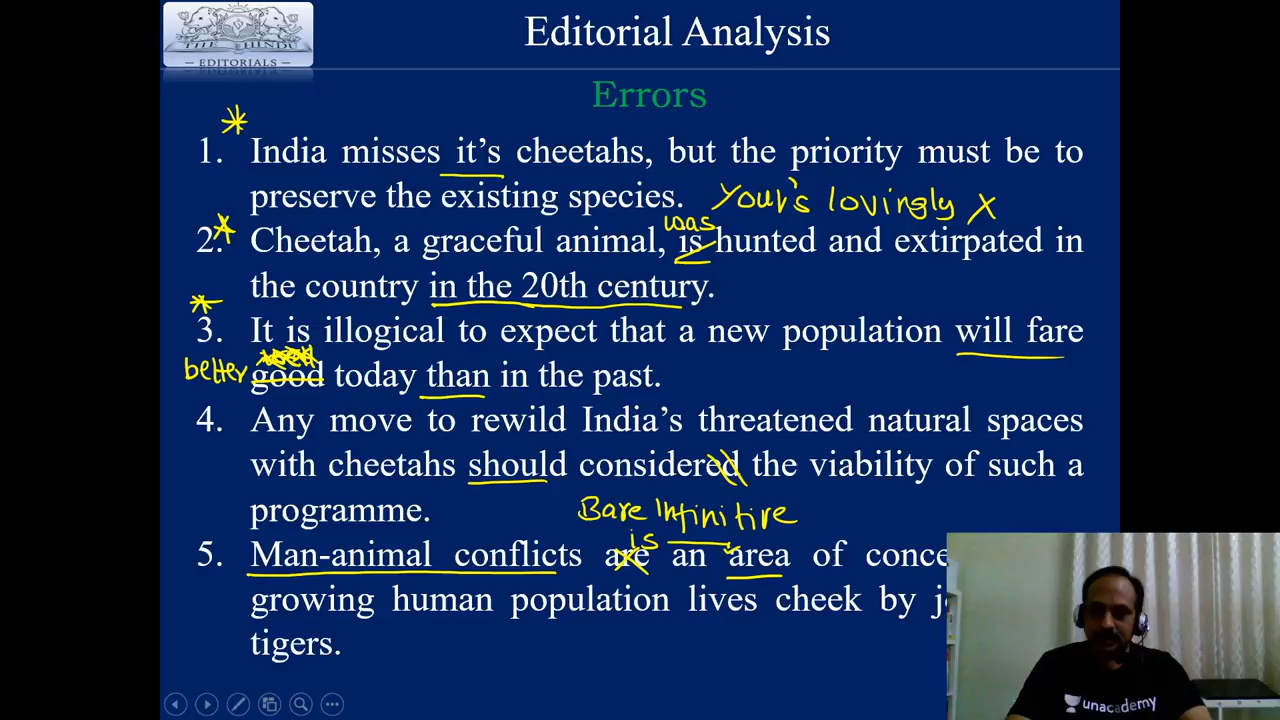 THE HINDU
EDITORIALS
Editorial Analysis
Errors
1. India misses it's cheetahs, but the priority must be to
preserve the existing species. Your's lovingly X
was
2. Cheetah, a graceful animal, is hunted and extirpated in
the country in the 20th century.
3. It is illogical to expect that a new population will fare
better good today than in the past.
4. Any move to rewild India's threatened natural spaces
with cheetahs should considered the viability of such a
programme.
Bare Infinitive
is
5. Man-animal conflicts are an area of conce
growing human population lives cheek by j
tigers.
unacademy